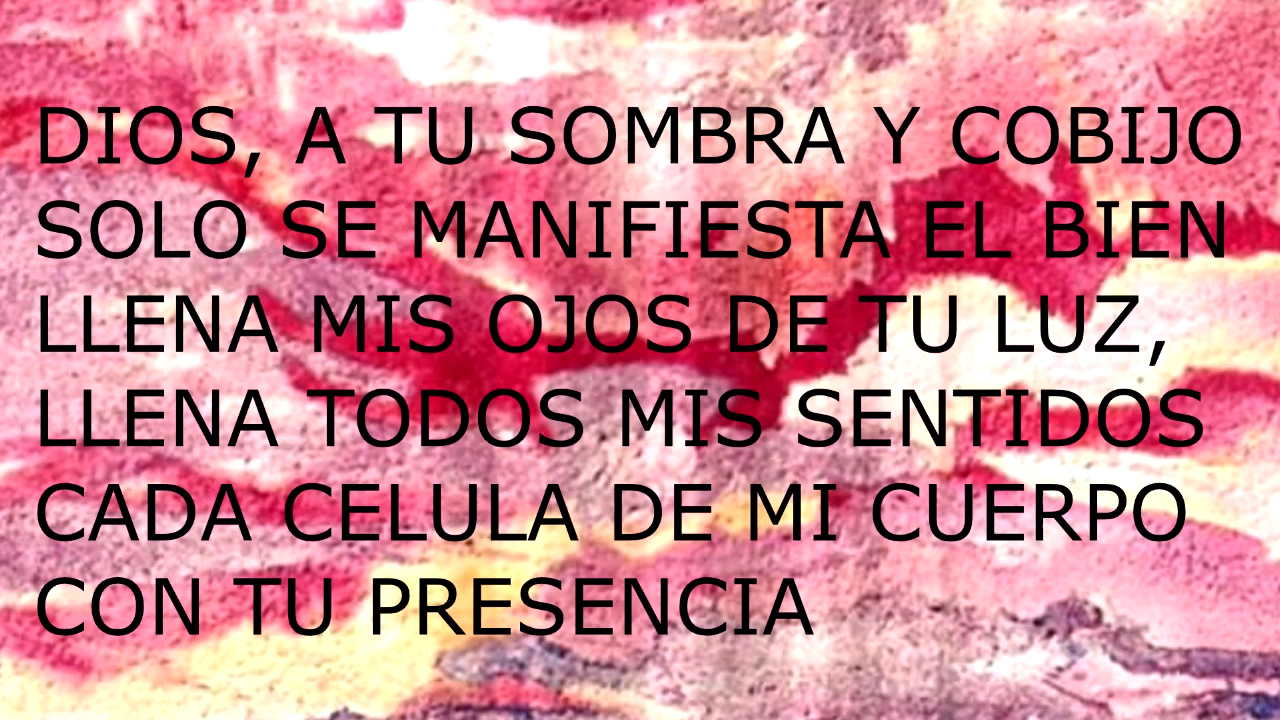 DIOS, A TU SOMBRA Y COBIJO
SOLO SE MANIFIESTA EL BIEN
LLENA MIS OJOS DE TU LUZ,
LLENA TODOS MIS SENTIDOS
CADA CELULA DE MI CUERPO
CON TU PRESENCIA